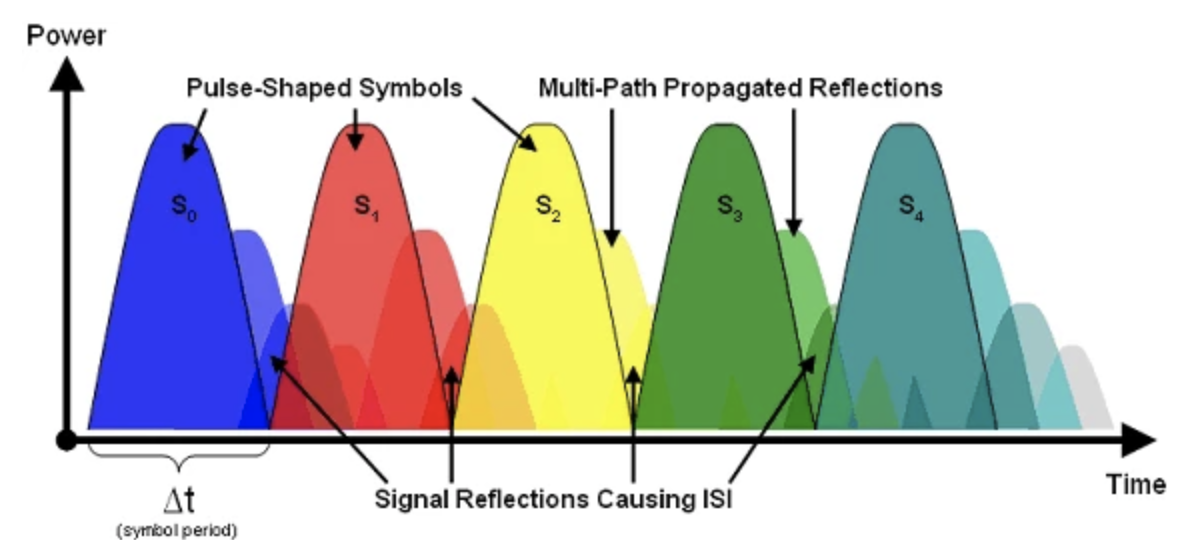 Power
Pulse-Shaped Symbols
Multi-Path Propagated Reflections
S₀
S₁
S₂
S₃
S₄
Signal Reflections Causing ISI
Time
Δt
(symbol period)